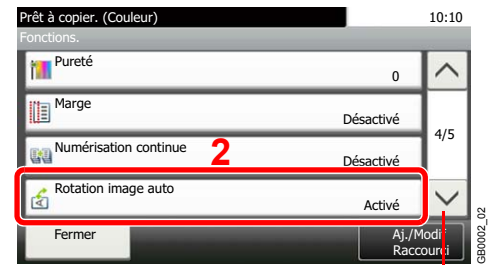 Prêt à copier. (Couleur) 10:10
Fonctions.
Pureté
0
Marge
Désactivé
4/5
Numérisation continue
2
Désactivé
Rotation image auto
Activé
Fermer
Aj./Modif
Raccourci
GB0002_02